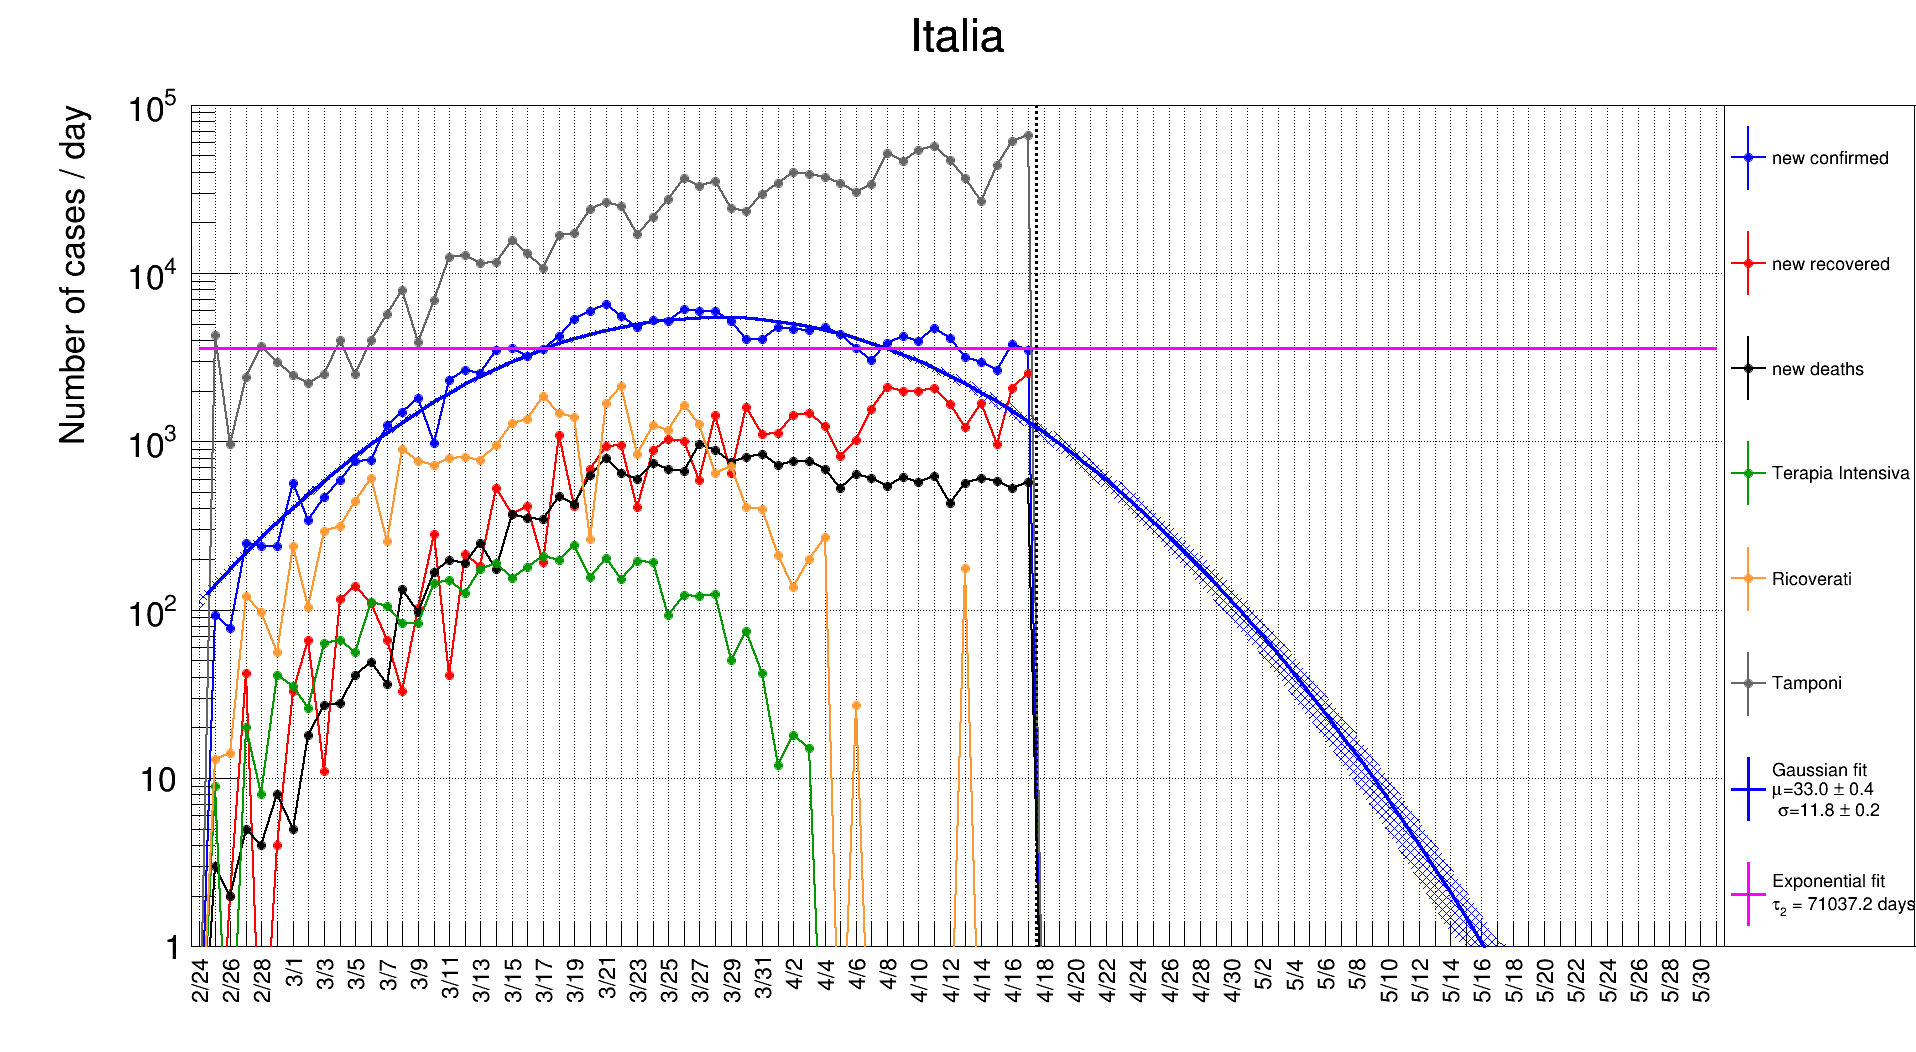 Italia
Number of cases / day
10^5
10^4
10^3
10^2
10
1
2/24 2/26 2/28 3/1 3/3 3/5 3/7 3/9 3/11 3/13 3/15 3/17 3/19 3/21 3/23 3/25 3/27 3/29 3/31 4/2 4/4 4/6 4/8 4/10 4/12 4/14 4/16 4/18 4/20 4/22 4/24 4/26 4/28 4/30 5/2 5/4 5/6 5/8 5/10 5/12 5/14 5/16 5/18 5/20 5/22 5/24 5/26 5/28 5/30
new confirmed
new recovered
new deaths
Terapia Intensiva
Ricoverati
Tamponi
Gaussian fit
μ=33.0 ± 0.4
σ=11.8 ± 0.2
Exponential fit
τ₂ = 71037.2 days